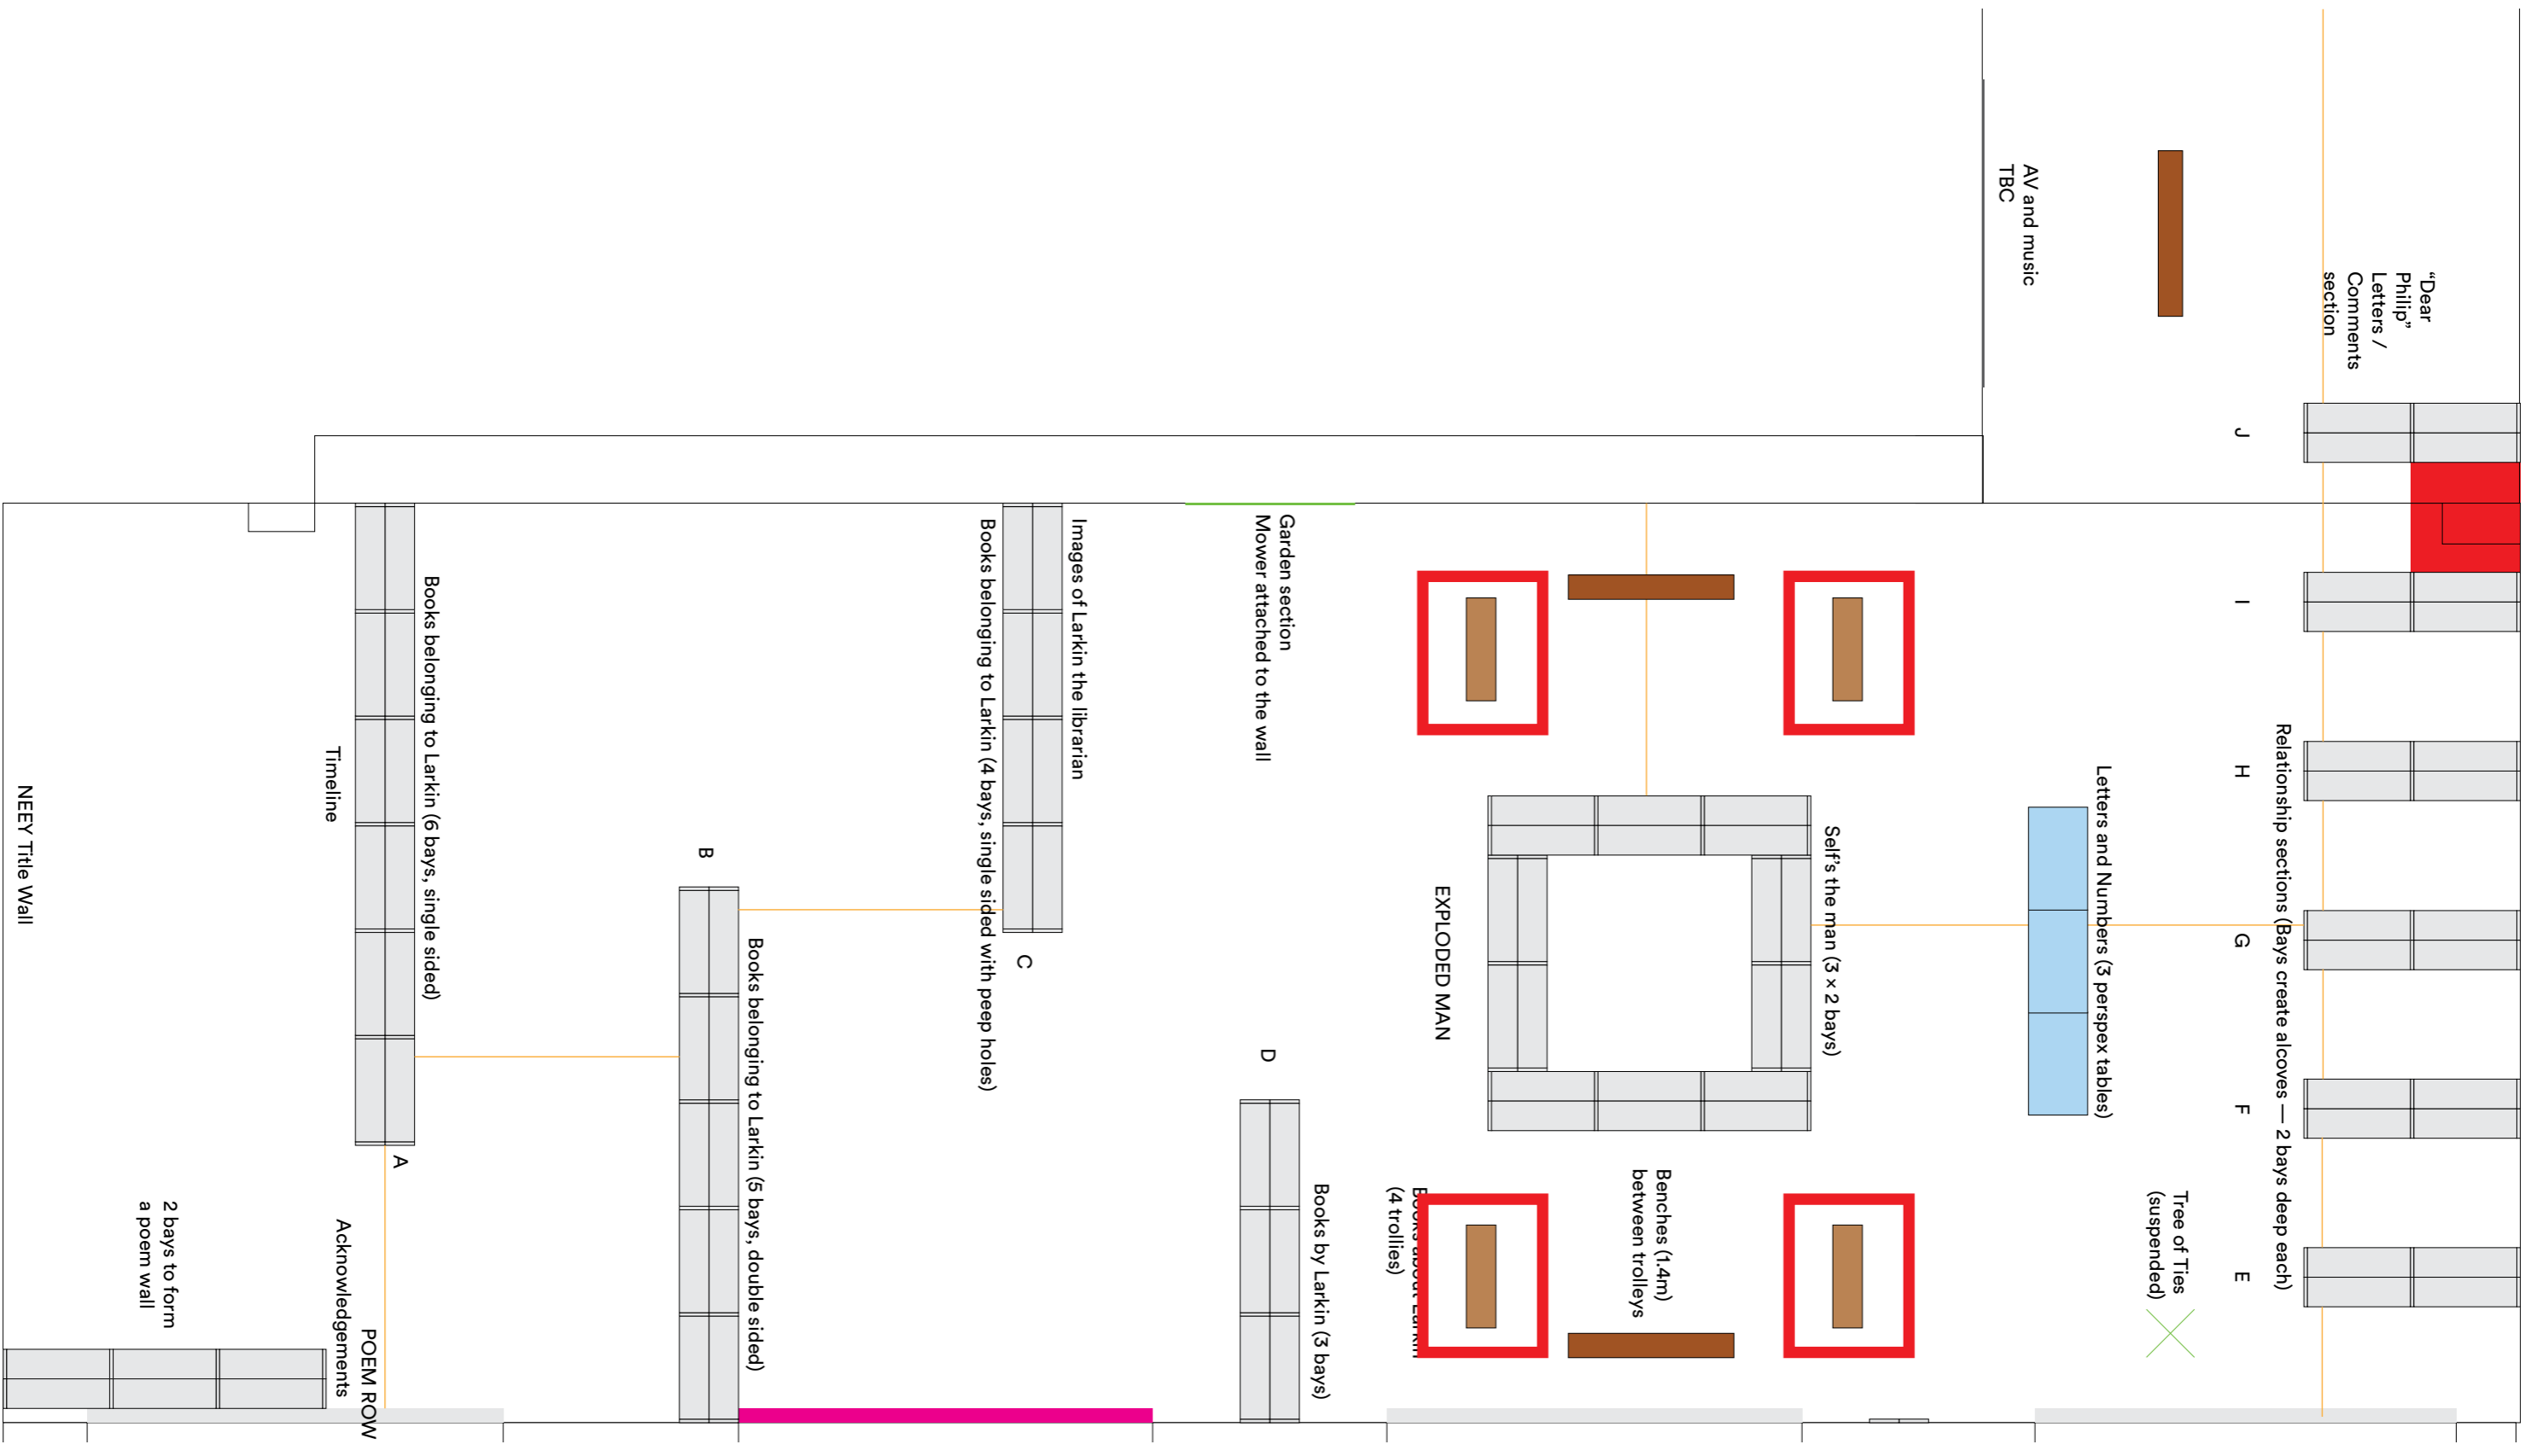 "Dear
Philip"
Letters /
Comments
section
Relationship sections (Bays create alcoves — 2 bays deep each)
J
I
H
G
F
E
Tree of Ties
(suspended)
Letters and Numbers (3 perspex tables)
AV and music
TBC
Self's the man (3 × 2 bays)
Benches (1.4m)
between trolleys
EXPLODED MAN
Books about Larkin
(4 trollies)
Books by Larkin (3 bays)
Garden section
Mower attached to the wall
D
Images of Larkin the librarian
C
Books belonging to Larkin (4 bays, single sided with peep holes)
Books belonging to Larkin (5 bays, double sided)
B
Books belonging to Larkin (6 bays, single sided)
A
POEM ROW
Timeline
Acknowledgements
2 bays to form
a poem wall
NEEY Title Wall